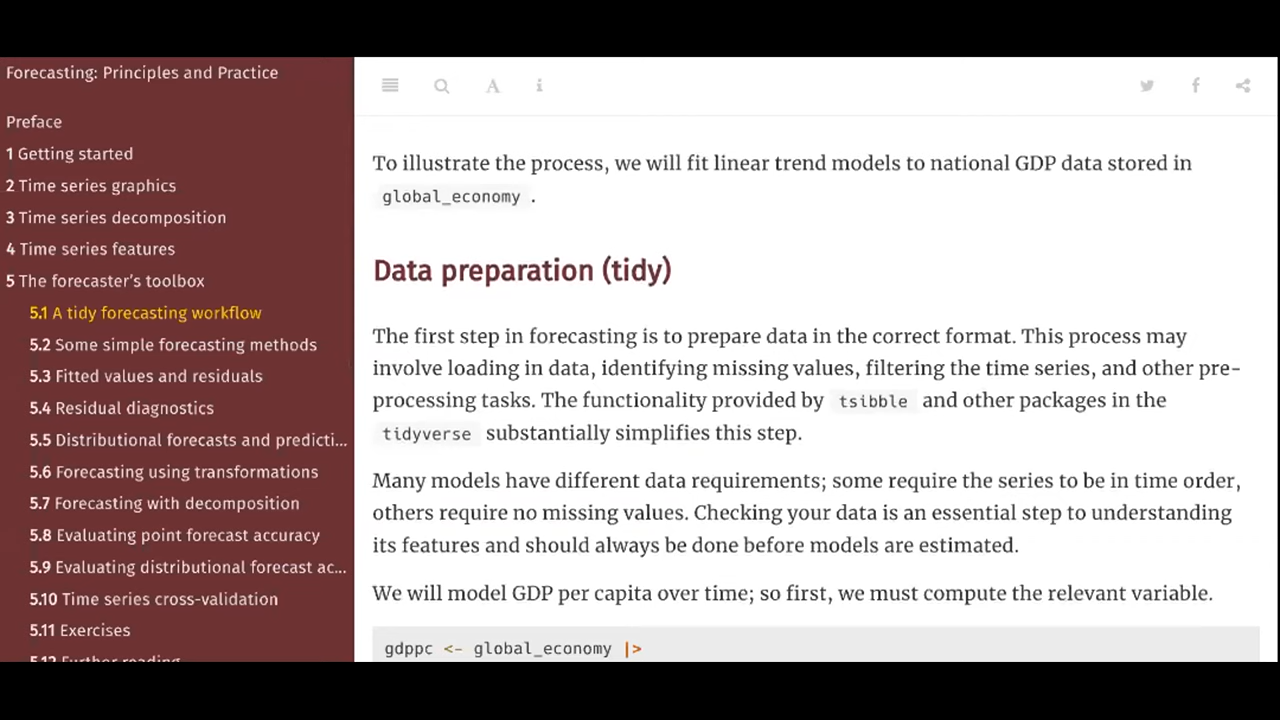 Forecasting: Principles and Practice
Preface
1 Getting started
2 Time series graphics
3 Time series decomposition
4 Time series features
5 The forecaster's toolbox
5.1 A tidy forecasting workflow
5.2 Some simple forecasting methods
5.3 Fitted values and residuals
5.4 Residual diagnostics
5.5 Distributional forecasts and predicti...
5.6 Forecasting using transformations
5.7 Forecasting with decomposition
5.8 Evaluating point forecast accuracy
5.9 Evaluating distributional forecast ac...
5.10 Time series cross-validation
5.11 Exercises
5.12 Further reading
To illustrate the process, we will fit linear trend models to national GDP data stored in
global_economy .
Data preparation (tidy)
The first step in forecasting is to prepare data in the correct format. This process may
involve loading in data, identifying missing values, filtering the time series, and other pre-
processing tasks. The functionality provided by tsibble and other packages in the
tidyverse substantially simplifies this step.
Many models have different data requirements; some require the series to be in time order,
others require no missing values. Checking your data is an essential step to understanding
its features and should always be done before models are estimated.
We will model GDP per capita over time; so first, we must compute the relevant variable.
gdppc <- global_economy |>